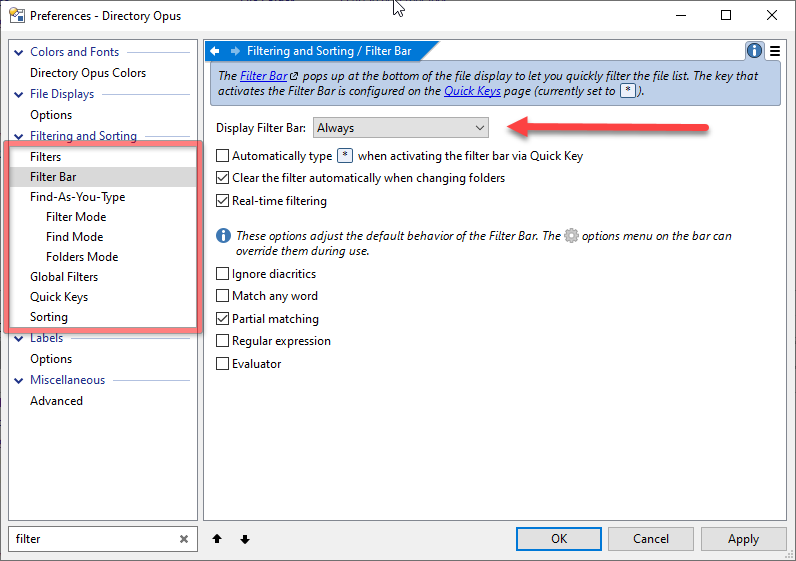 Preferences - Directory Opus
Colors and Fonts
Directory Opus Colors
File Displays
Options
Filtering and Sorting
Filters
Filter Bar
Find-As-You-Type
Filter Mode
Find Mode
Folders Mode
Global Filters
Quick Keys
Sorting
Labels
Options
Miscellaneous
Advanced
filter
Filtering and Sorting / Filter Bar
The Filter Bar pops up at the bottom of the file display to let you quickly filter the file list. The key that
activates the Filter Bar is configured on the Quick Keys page (currently set to * ).
Display Filter Bar: Always
Automatically type * when activating the filter bar via Quick Key
Clear the filter automatically when changing folders
Real-time filtering
These options adjust the default behavior of the Filter Bar. The options menu on the bar can
override them during use.
Ignore diacritics
Match any word
Partial matching
Regular expression
Evaluator
OK Cancel Apply